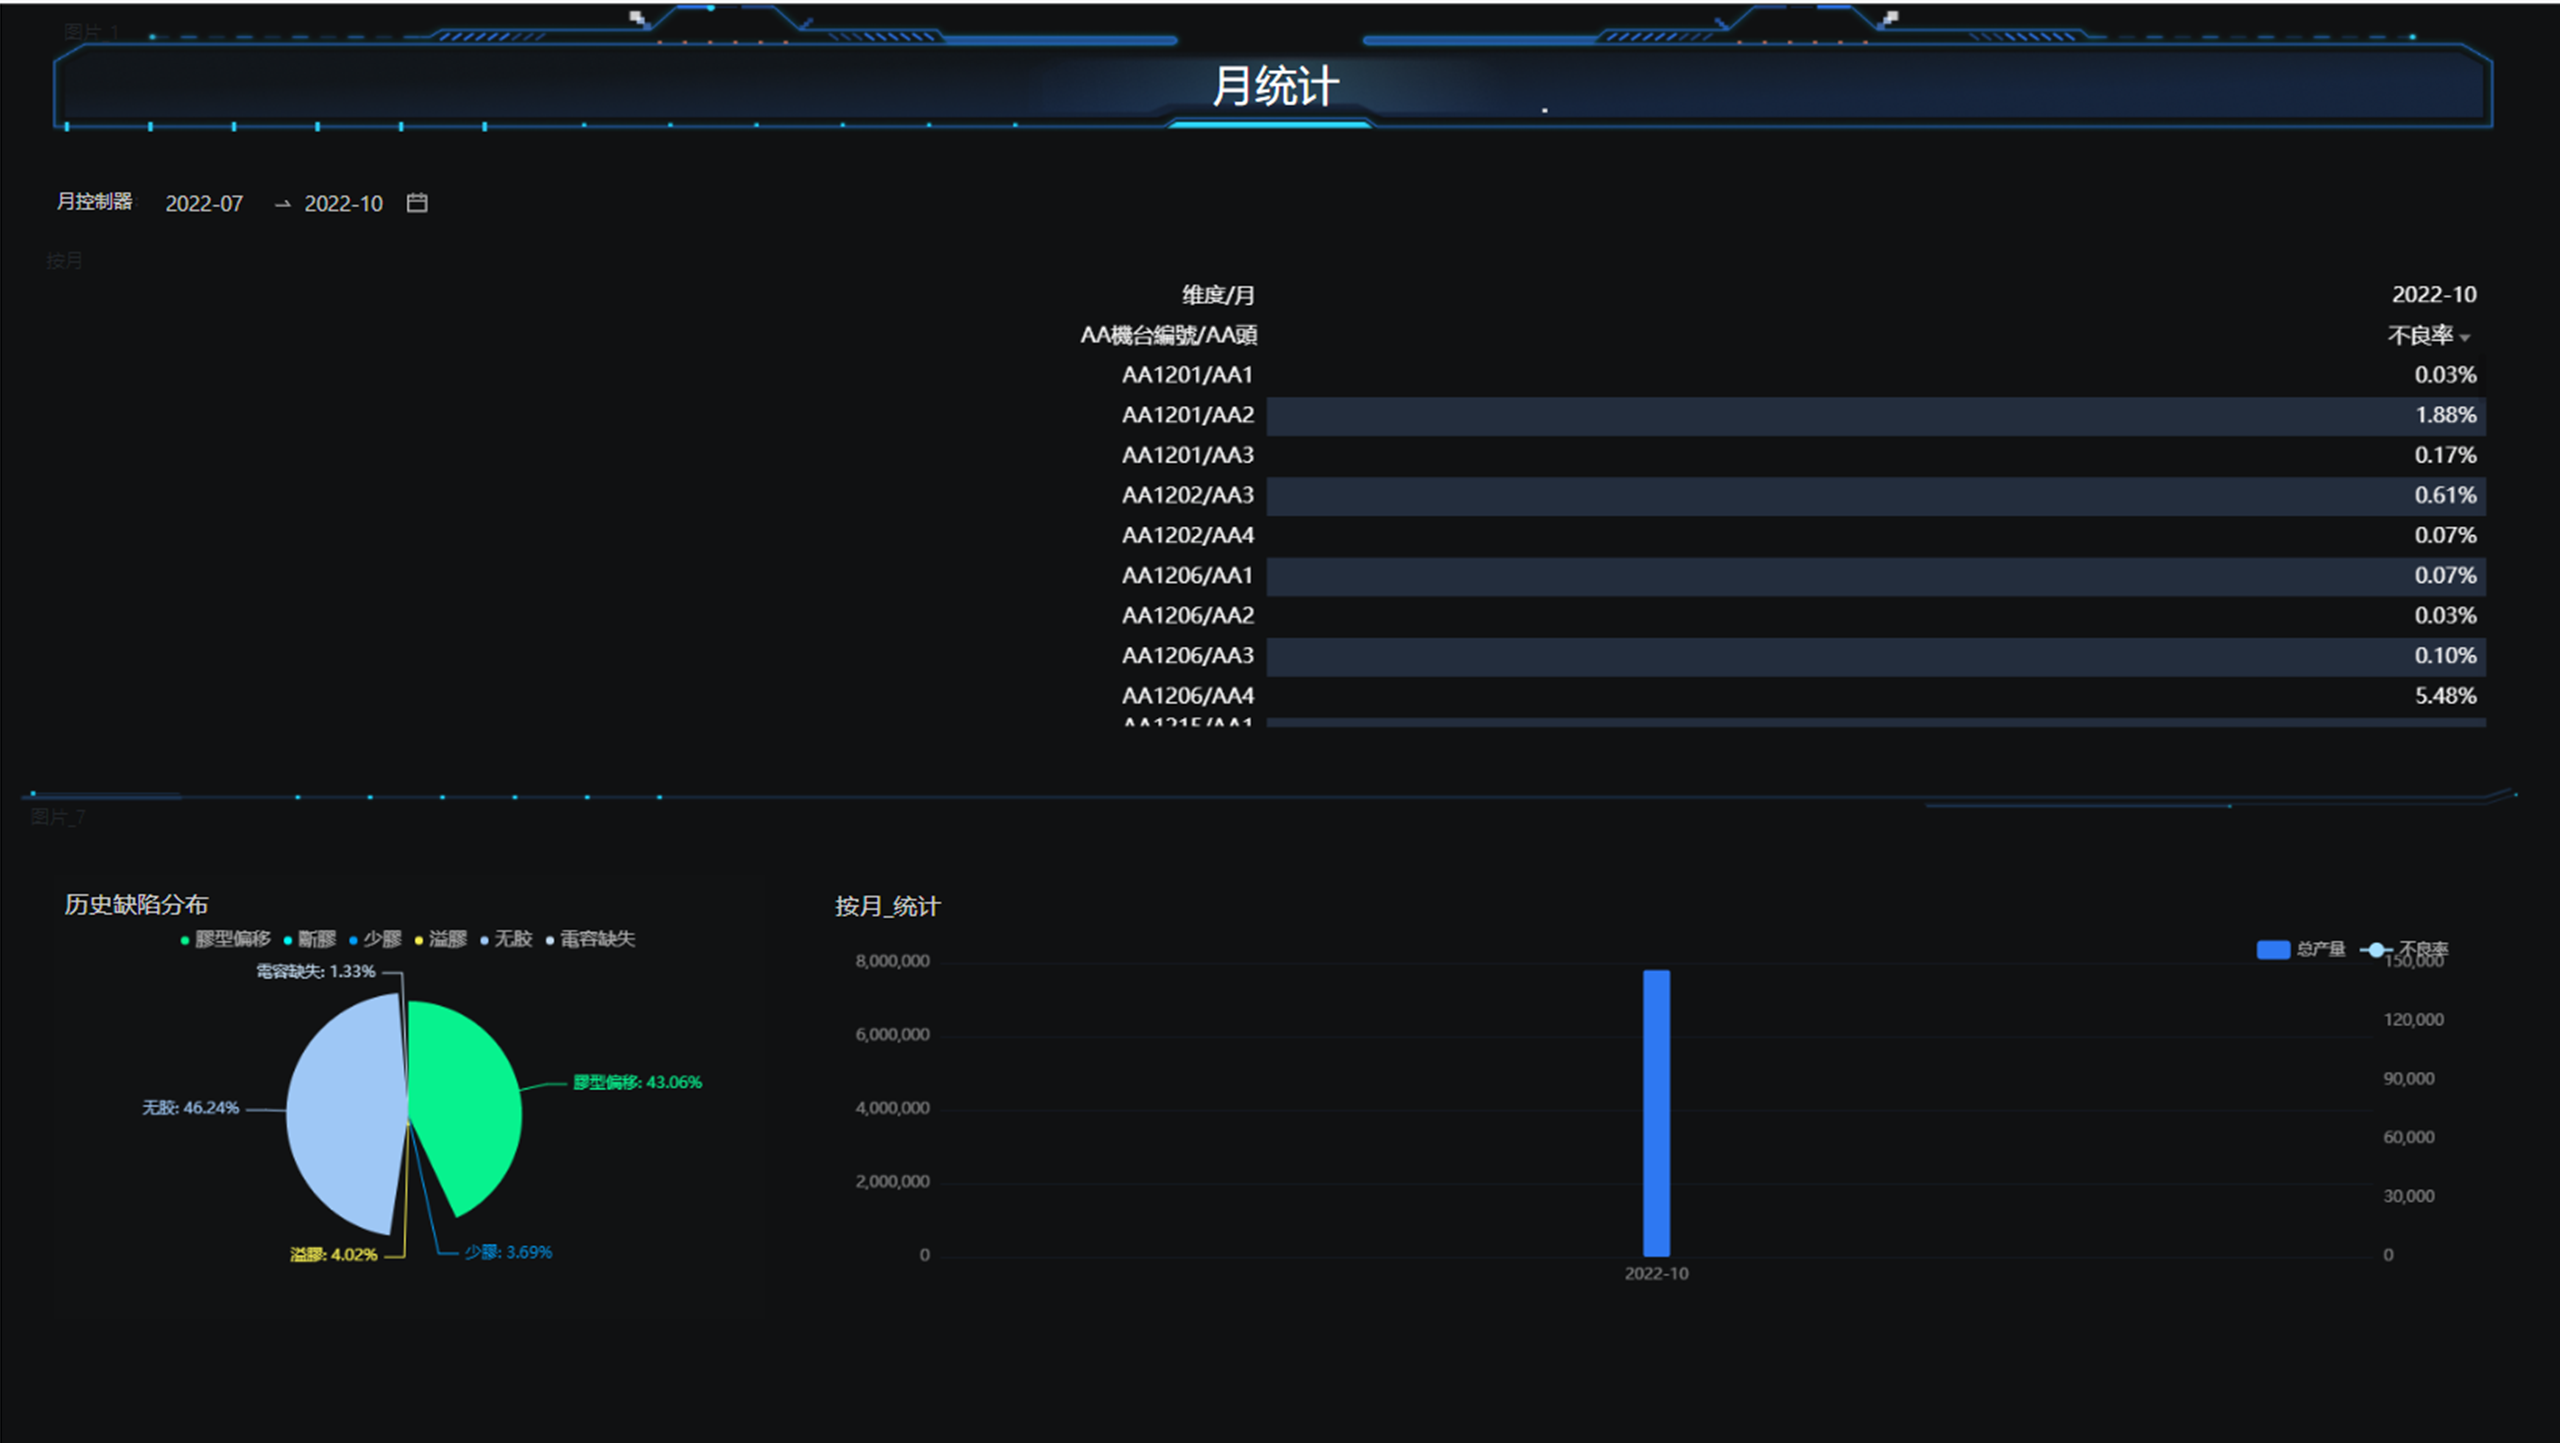 图片_1
月统计
月控制器 2022-07 → 2022-10
按月
维度/月 2022-10
AA機台編號/AA頭 不良率
AA1201/AA1 0.03%
AA1201/AA2 1.88%
AA1201/AA3 0.17%
AA1202/AA3 0.61%
AA1202/AA4 0.07%
AA1206/AA1 0.07%
AA1206/AA2 0.03%
AA1206/AA3 0.10%
AA1206/AA4 5.48%
AA1215/AA1
图片_7
历史缺陷分布
膠型偏移 斷膠 少膠 溢膠 无胶 電容缺失
電容缺失: 1.33%
膠型偏移: 43.06%
无胶: 46.24%
溢膠: 4.02%
少膠: 3.69%
按月_统计
总产量 不良率
8,000,000
6,000,000
4,000,000
2,000,000
0
150,000
120,000
90,000
60,000
30,000
0
2022-10